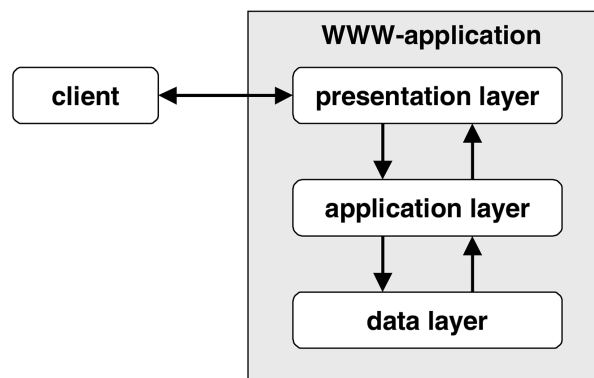 WWW-application
client
presentation layer
application layer
data layer